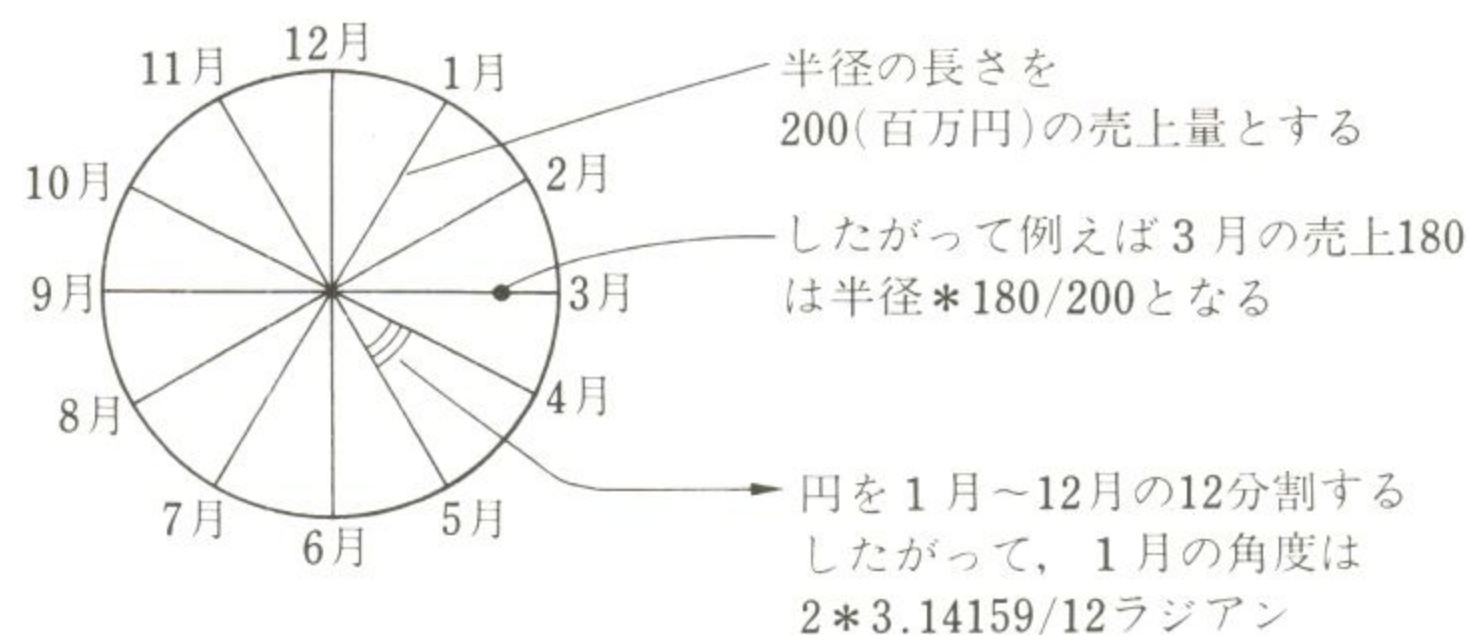 12月
11月
1月
10月
2月
9月
3月
8月
4月
7月
5月
6月
半径の長さを
200(百万円)の売上量とする
したがって例えば3月の売上180
は半径*180/200となる
円を1月～12月の12分割する
したがって，1月の角度は
2*3.14159/12ラジアン